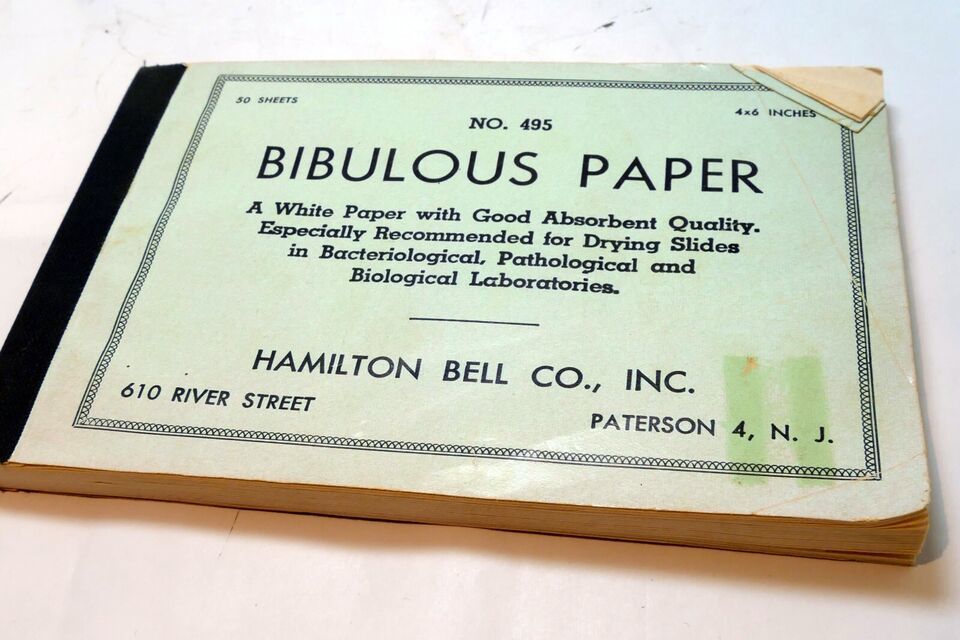 50 SHEETS
4x6 INCHES
NO. 495
BIBULOUS PAPER
A White Paper with Good Absorbent Quality.
Especially Recommended for Drying Slides
in Bacteriological, Pathological and
Biological Laboratories.
HAMILTON BELL CO., INC.
610 RIVER STREET
PATERSON 4, N. J.